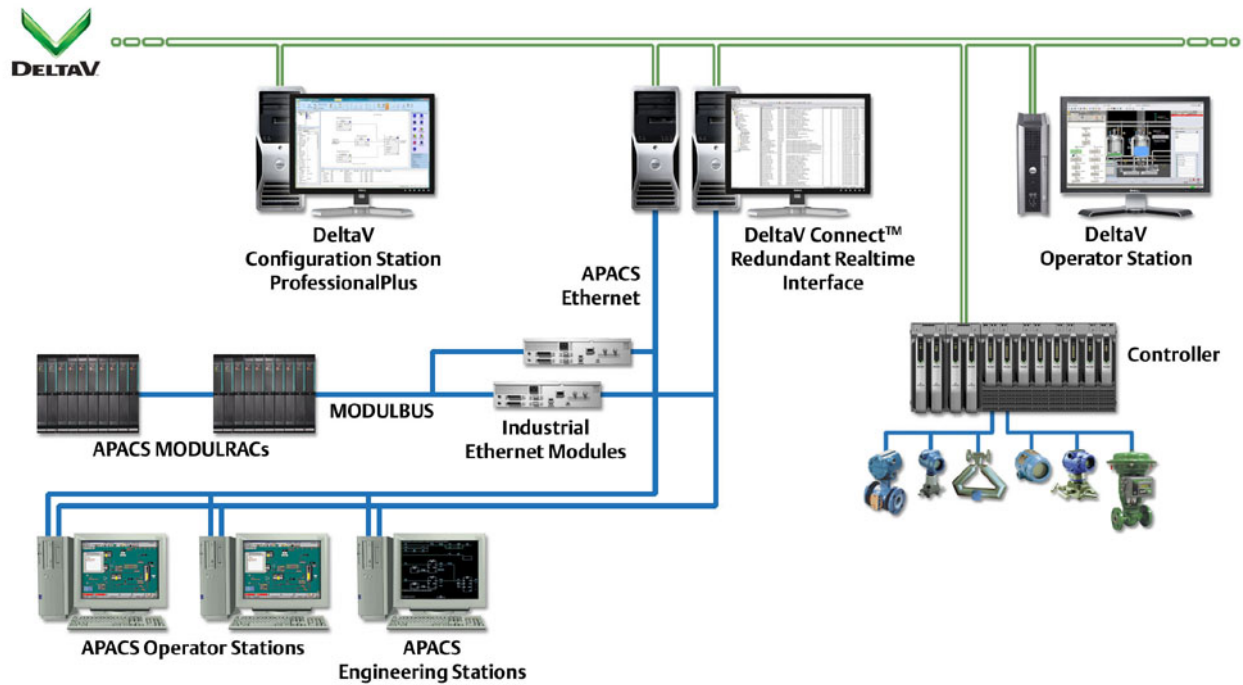 DELTAV
DeltaV
Configuration Station
ProfessionalPlus
DeltaV Connect™
Redundant Realtime
Interface
DeltaV
Operator Station
APACS
Ethernet
Controller
MODULBUS
APACS MODULRACs
Industrial
Ethernet Modules
APACS Operator Stations
APACS
Engineering Stations